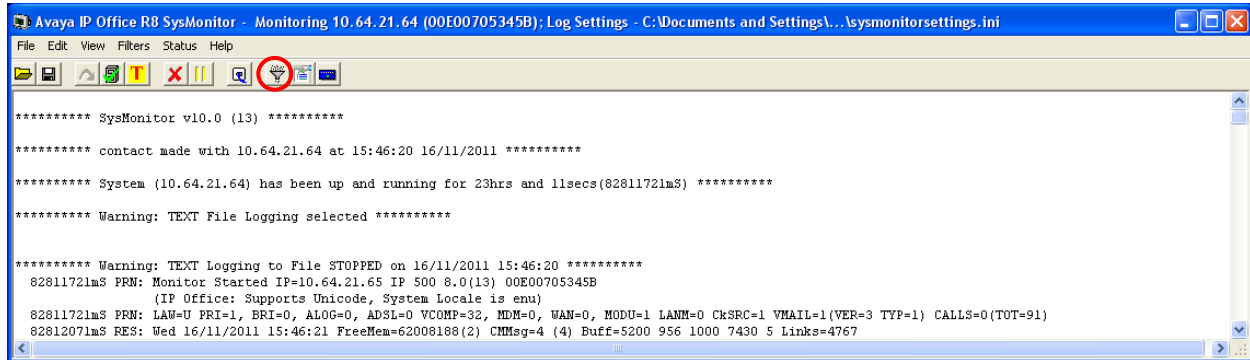 Avaya IP Office R8 SysMonitor - Monitoring 10.64.21.64 (00E00705345B); Log Settings - C:\Documents and Settings\...\sysmonitorsettings.ini
File Edit View Filters Status Help
T
********** SysMonitor v10.0 (13) **********
********** contact made with 10.64.21.64 at 15:46:20 16/11/2011 **********
********** System (10.64.21.64) has been up and running for 23hrs and 11secs(82811721mS) **********
********** Warning: TEXT File Logging selected **********
********** Warning: TEXT Logging to File STOPPED on 16/11/2011 15:46:20 **********
82811721mS PRN: Monitor Started IP=10.64.21.65 IP 500 8.0(13) 00E00705345B
(IP Office: Supports Unicode, System Locale is enu)
82811721mS PRN: LAW=U PRI=1, BRI=0, ALOG=0, ADSL=0 VCOMP=32, MDM=0, WAN=0, MODU=1 LANM=0 CkSRC=1 VMAIL=1(VER=3 TYP=1) CALLS=0(TOT=91)
82812071mS RES: Wed 16/11/2011 15:46:21 FreeMem=62008188(2) CMMsg=4 (4) Buff=5200 956 1000 7430 5 Links=4767